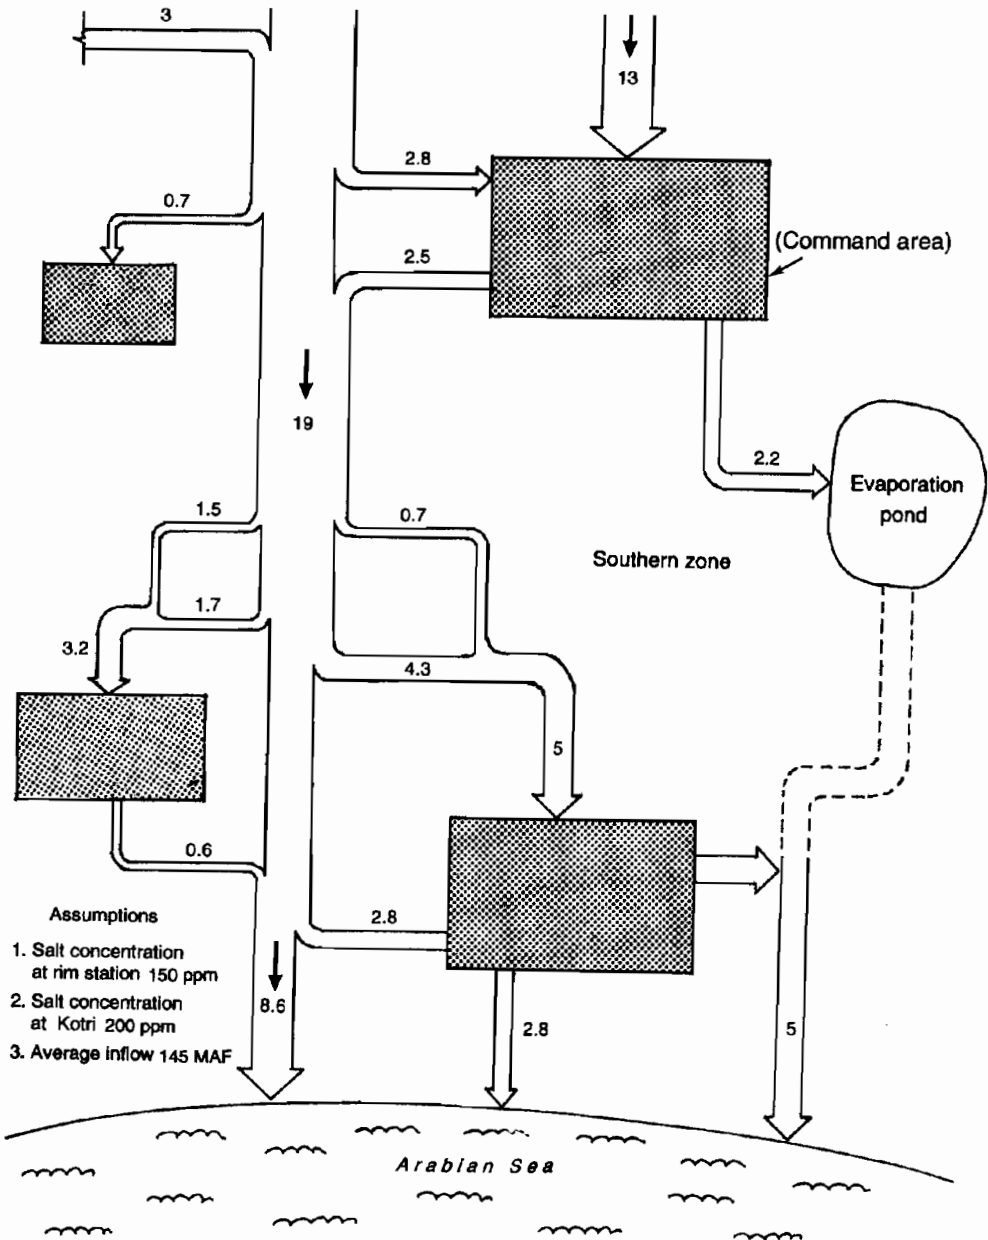 3
13
2.8
0.7
(Command area)
2.5
19
2.2
Evaporation
pond
1.5
0.7
Southern zone
1.7
3.2
4.3
5
0.6
Assumptions
2.8
1. Salt concentration
at rim station 150 ppm
2. Salt concentration
at Kotri 200 ppm
8.6
2.8
5
3. Average inflow 145 MAF
Arabian Sea